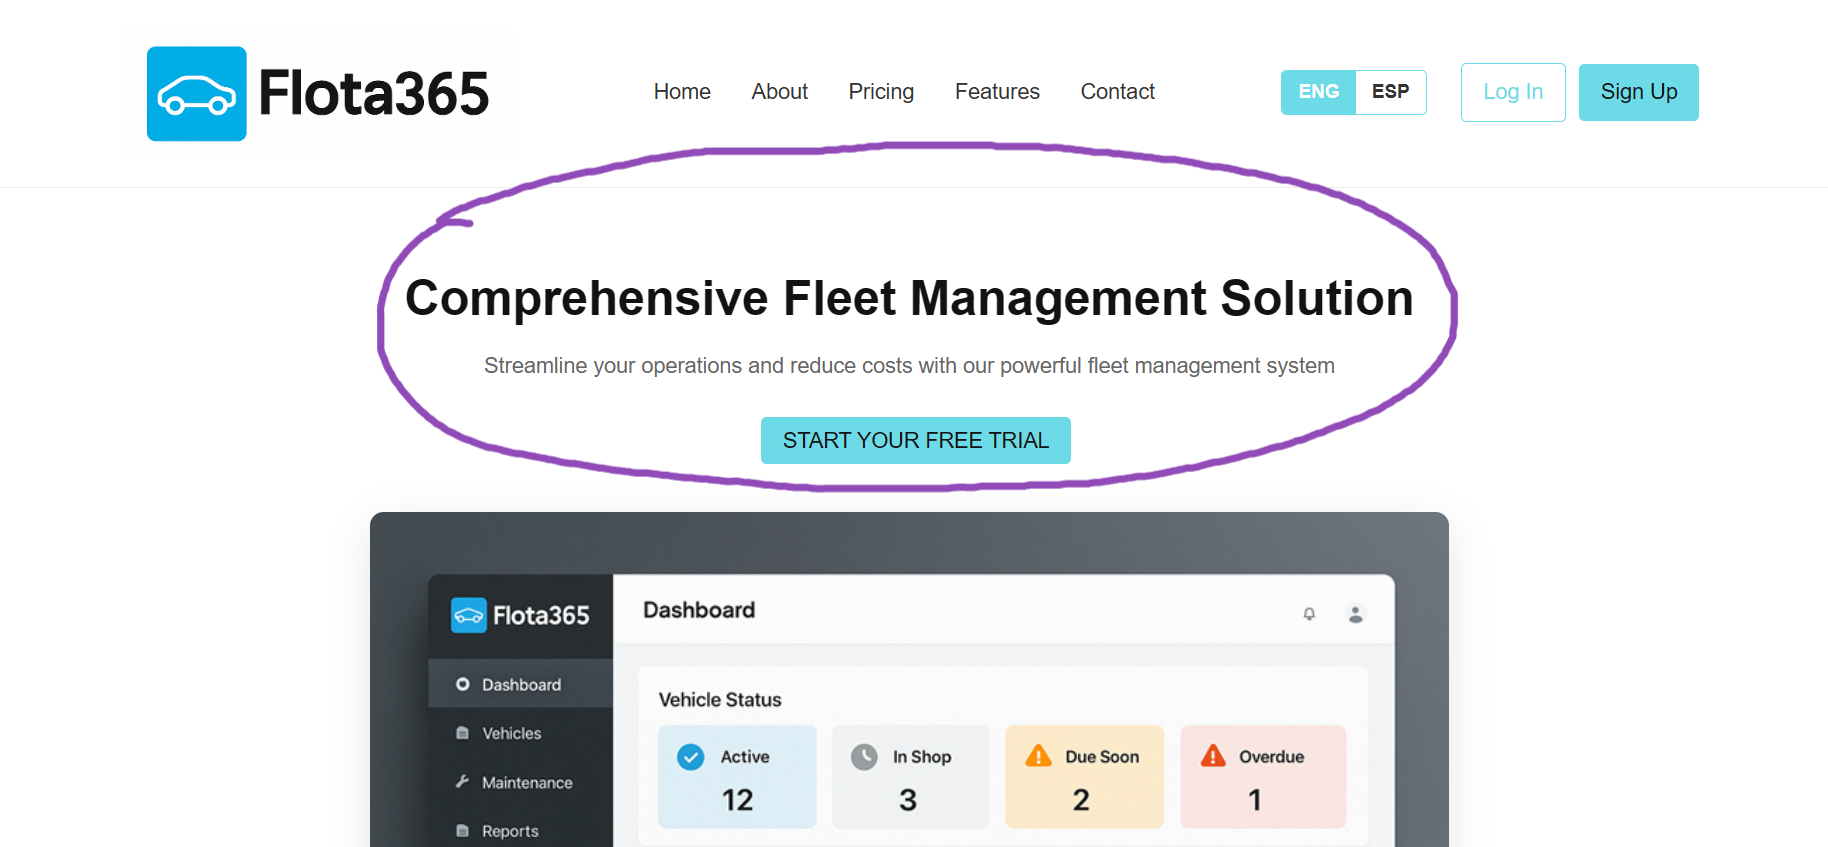 Flota365
Home About Pricing Features Contact
ENG ESP
Log In Sign Up
Comprehensive Fleet Management Solution
Streamline your operations and reduce costs with our powerful fleet management system
START YOUR FREE TRIAL
Flota365
Dashboard
Dashboard
Vehicles
Maintenance
Reports
Vehicle Status
Active In Shop Due Soon Overdue
12 3 2 1